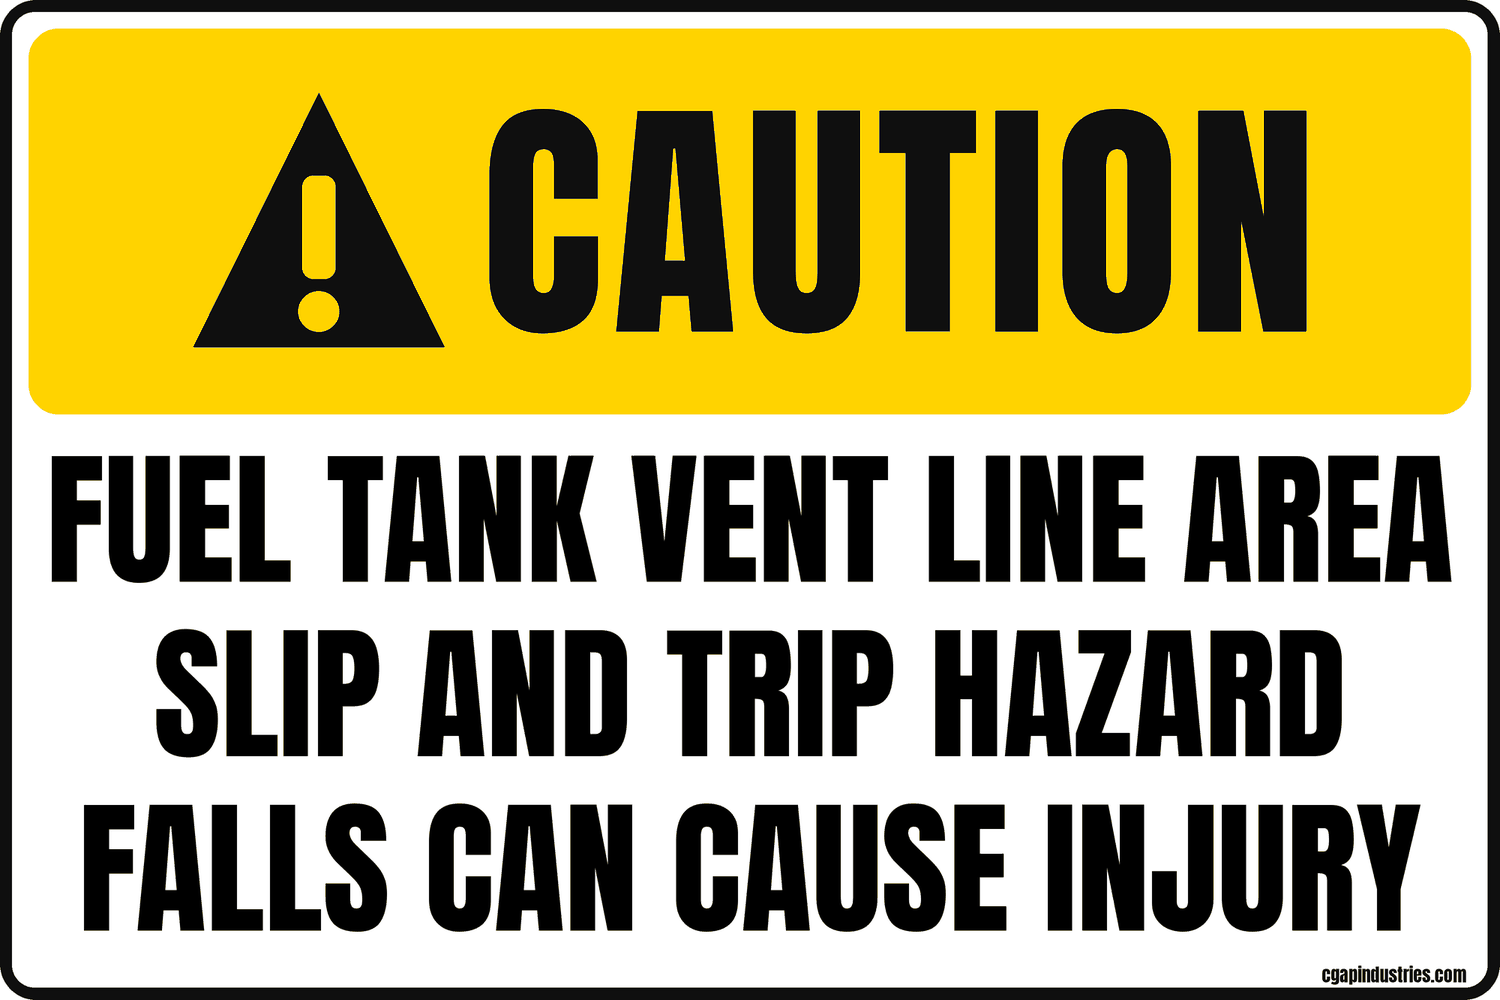 CAUTION
FUEL TANK VENT LINE AREA
SLIP AND TRIP HAZARD
FALLS CAN CAUSE INJURY
cgapindustries.com